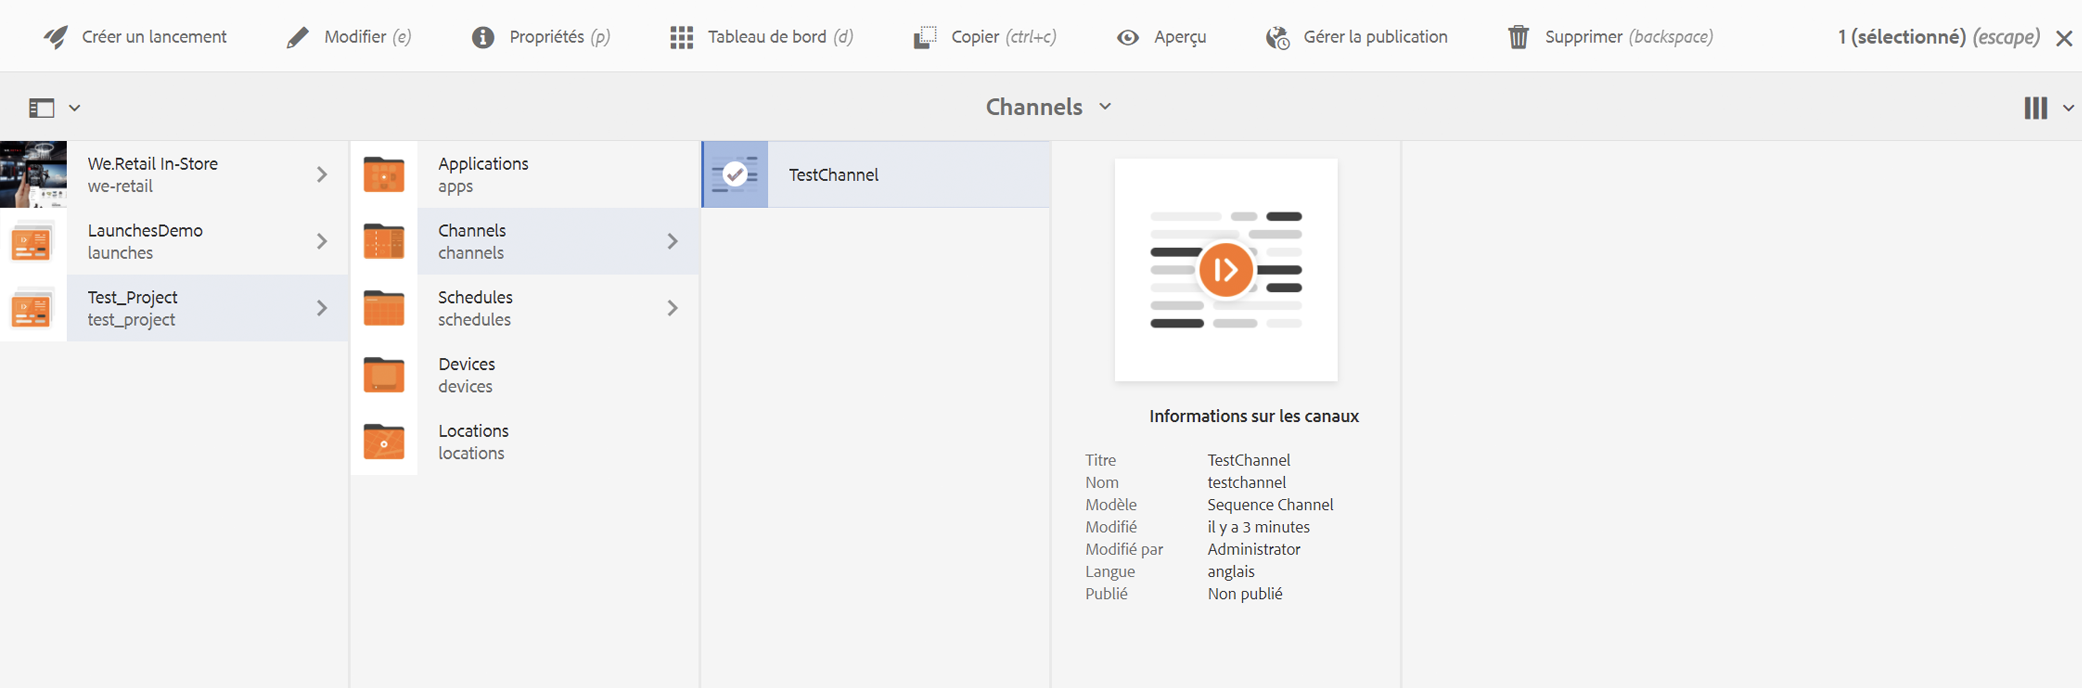 Créer un lancement
Modifier (e)
Propriétés (p)
Tableau de bord (d)
Copier (ctrl+c)
Aperçu
Gérer la publication
Supprimer (backspace)
1 (sélectionné) (escape)
Channels
We.Retail In-Store
we-retail
LaunchesDemo
launches
Test_Project
test_project
Applications
apps
Channels
channels
Schedules
schedules
Devices
devices
Locations
locations
TestChannel
Informations sur les canaux
Titre TestChannel
Nom testchannel
Modèle Sequence Channel
Modifié il y a 3 minutes
Modifié par Administrator
Langue anglais
Publié Non publié